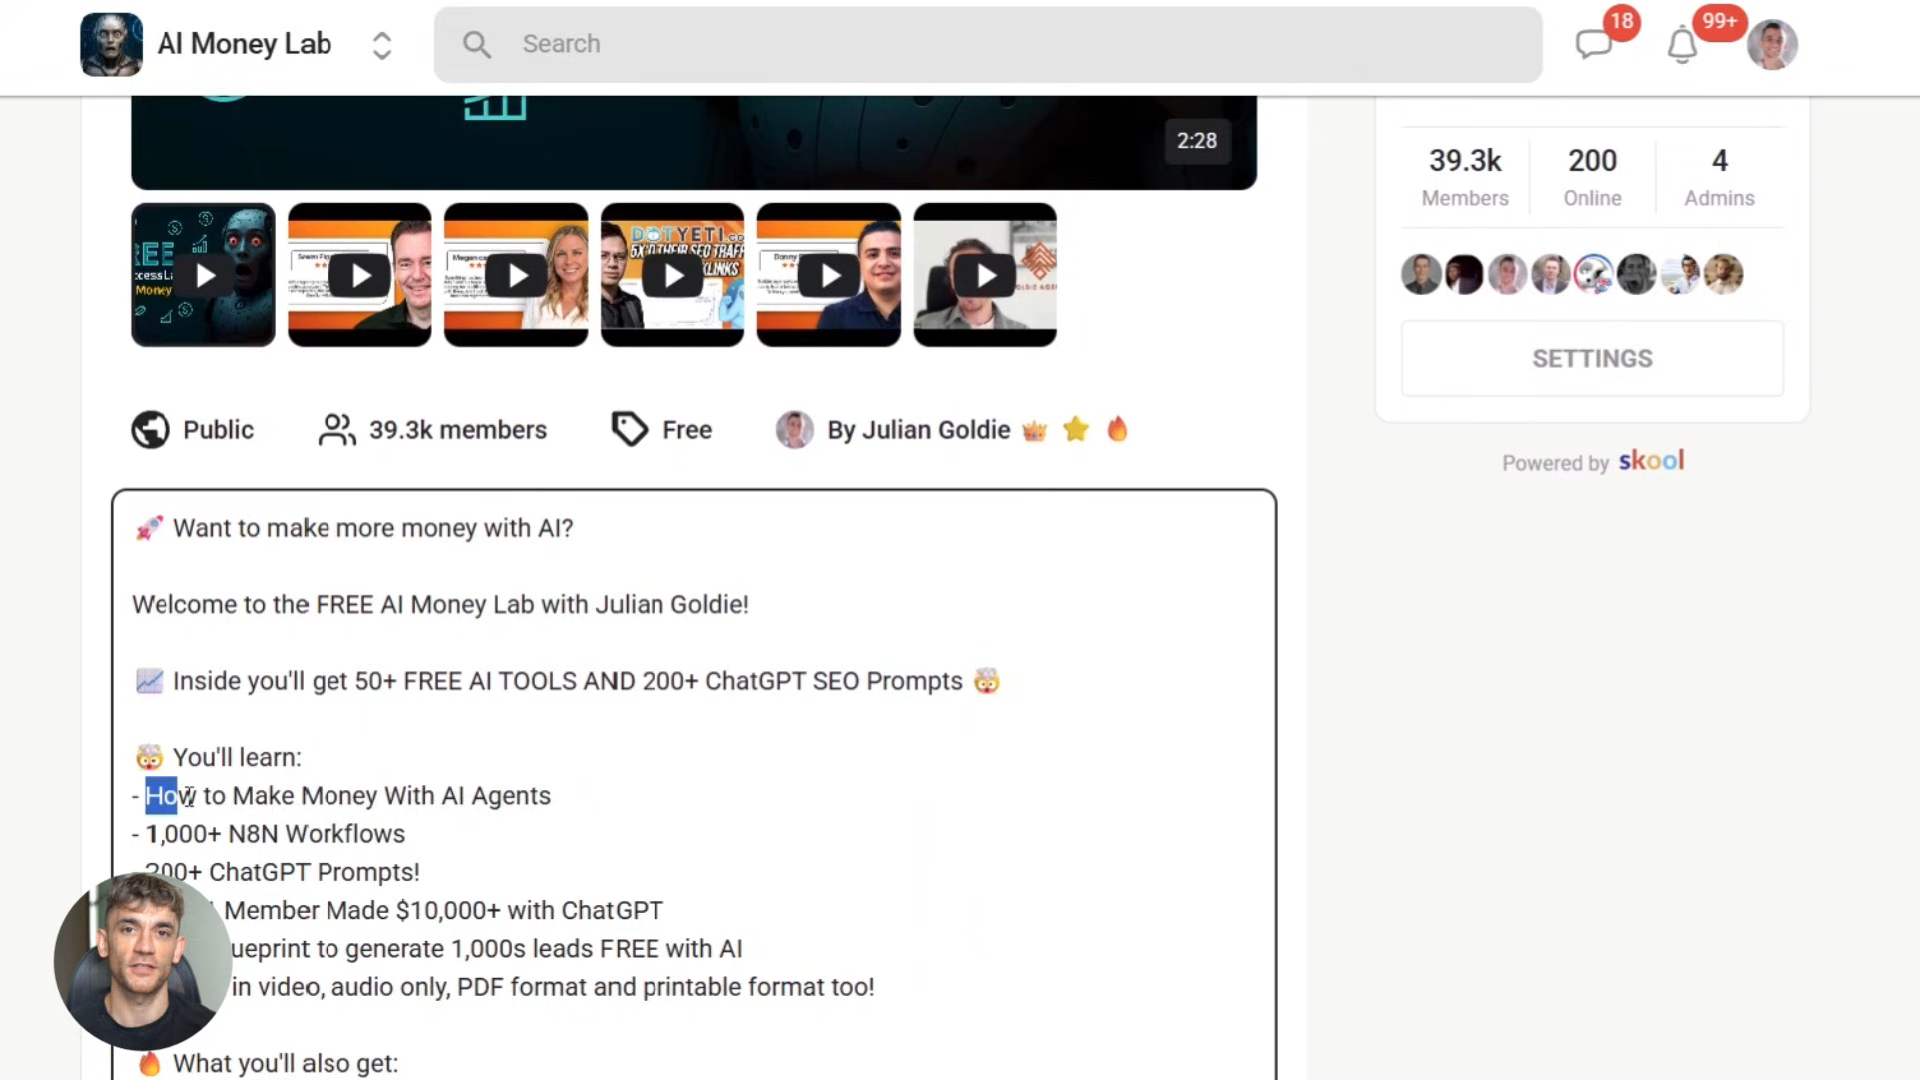 AI Money Lab
Search
18
99+
2:28
39.3k
Members
200
Online
4
Admins
SETTINGS
Powered by skool
Public
39.3k members
Free
By Julian Goldie
Want to make more money with AI?
Welcome to the FREE AI Money Lab with Julian Goldie!
Inside you'll get 50+ FREE AI TOOLS AND 200+ ChatGPT SEO Prompts
You'll learn:
- How to Make Money With AI Agents
- 1,000+ N8N Workflows
200+ ChatGPT Prompts!
Member Made $10,000+ with ChatGPT
ueprint to generate 1,000s leads FREE with AI
in video, audio only, PDF format and printable format too!
What you'll also get: